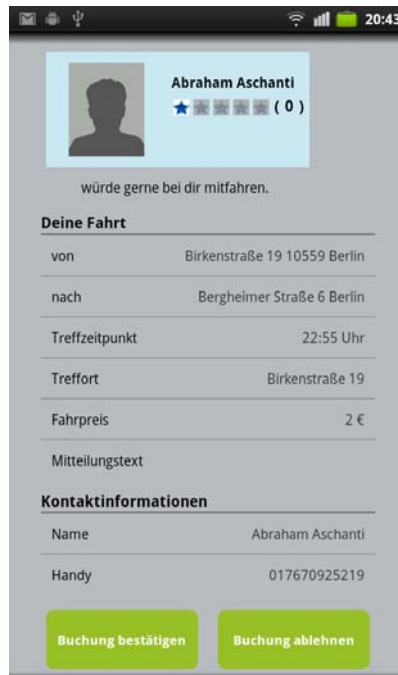 20:43
Abraham Aschanti
( 0 )
würde gerne bei dir mitfahren.
Deine Fahrt
von Birkenstraße 19 10559 Berlin
nach Bergheimer Straße 6 Berlin
Treffzeitpunkt 22:55 Uhr
Treffort Birkenstraße 19
Fahrpreis 2 €
Mitteilungstext
Kontaktinformationen
Name Abraham Aschanti
Handy 017670925219
Buchung bestätigen Buchung ablehnen